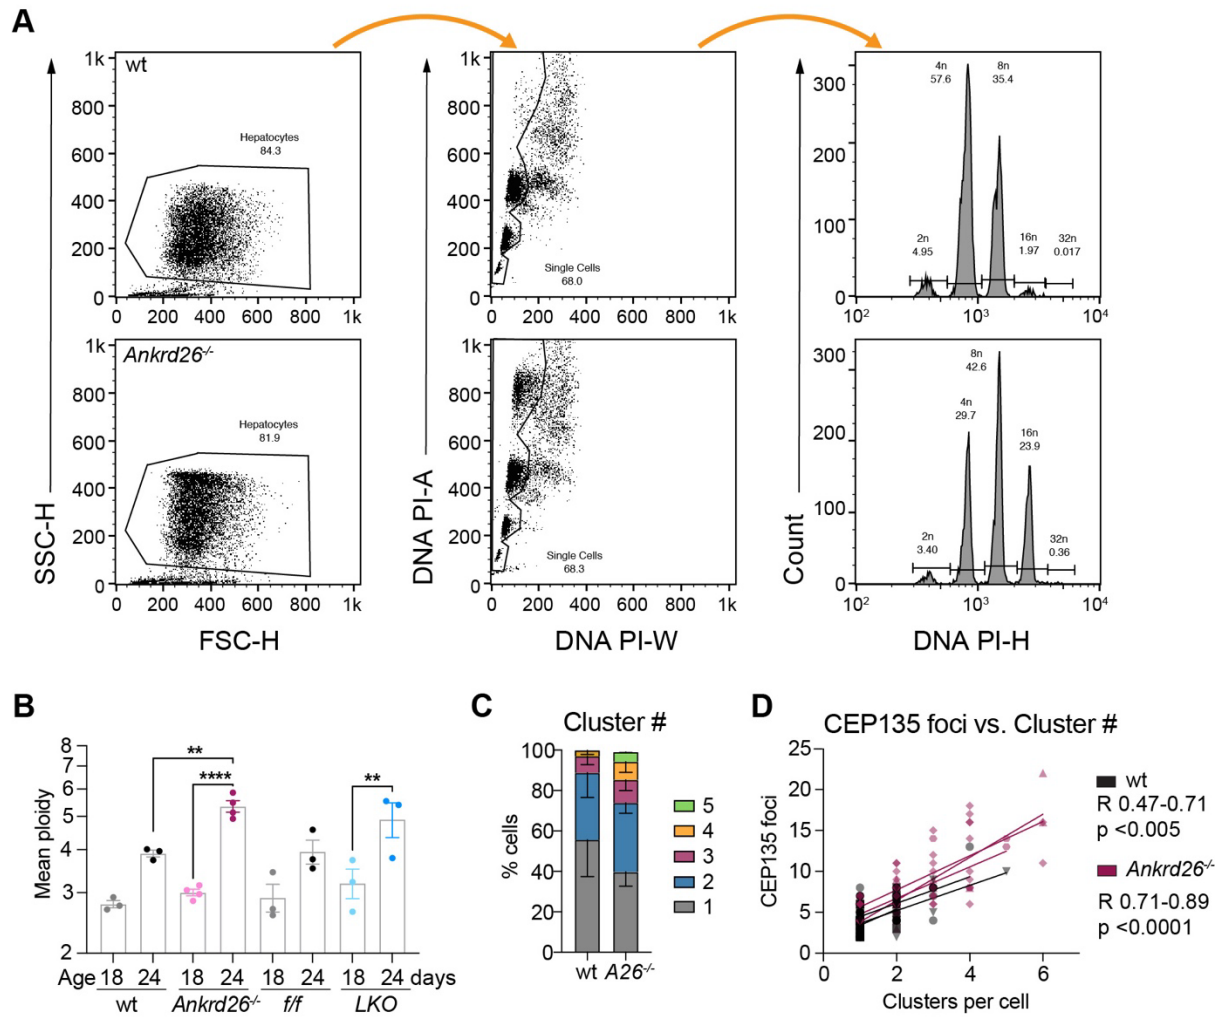 A
wt
Hepatocytes
84.3
SSC-H
1k
800
600
400
200
0
0 200 400 600 800 1k
Single Cells
68.0
DNA PI-A
1k
800
600
400
200
0
0 200 400 600 800 1k
4n
57.6
8n
35.4
2n
4.95
16n
1.97
32n
0.017
Count
300
200
100
0
10² 10³ 10⁴
Ankrd26-/-
Hepatocytes
81.9
1k
800
600
400
200
0
0 200 400 600 800 1k
FSC-H
Single Cells
68.3
1k
800
600
400
200
0
0 200 400 600 800 1k
DNA PI-W
8n
42.6
4n
29.7
16n
23.9
2n
3.40
32n
0.36
300
200
100
0
10² 10³ 10⁴
DNA PI-H
B
Mean ploidy
8
7
6
5
4
3
2
**
****
**
Age 18 24 18 24 18 24 18 24 days
wt Ankrd26-/- f/f LKO
C
Cluster #
% cells
100
80
60
40
20
0
wt A26-/-
5
4
3
2
1
D
CEP135 foci vs. Cluster #
CEP135 foci
25
20
15
10
5
0
0 2 4 6
Clusters per cell
wt
R 0.47-0.71
p <0.005
Ankrd26-/-
R 0.71-0.89
p <0.0001